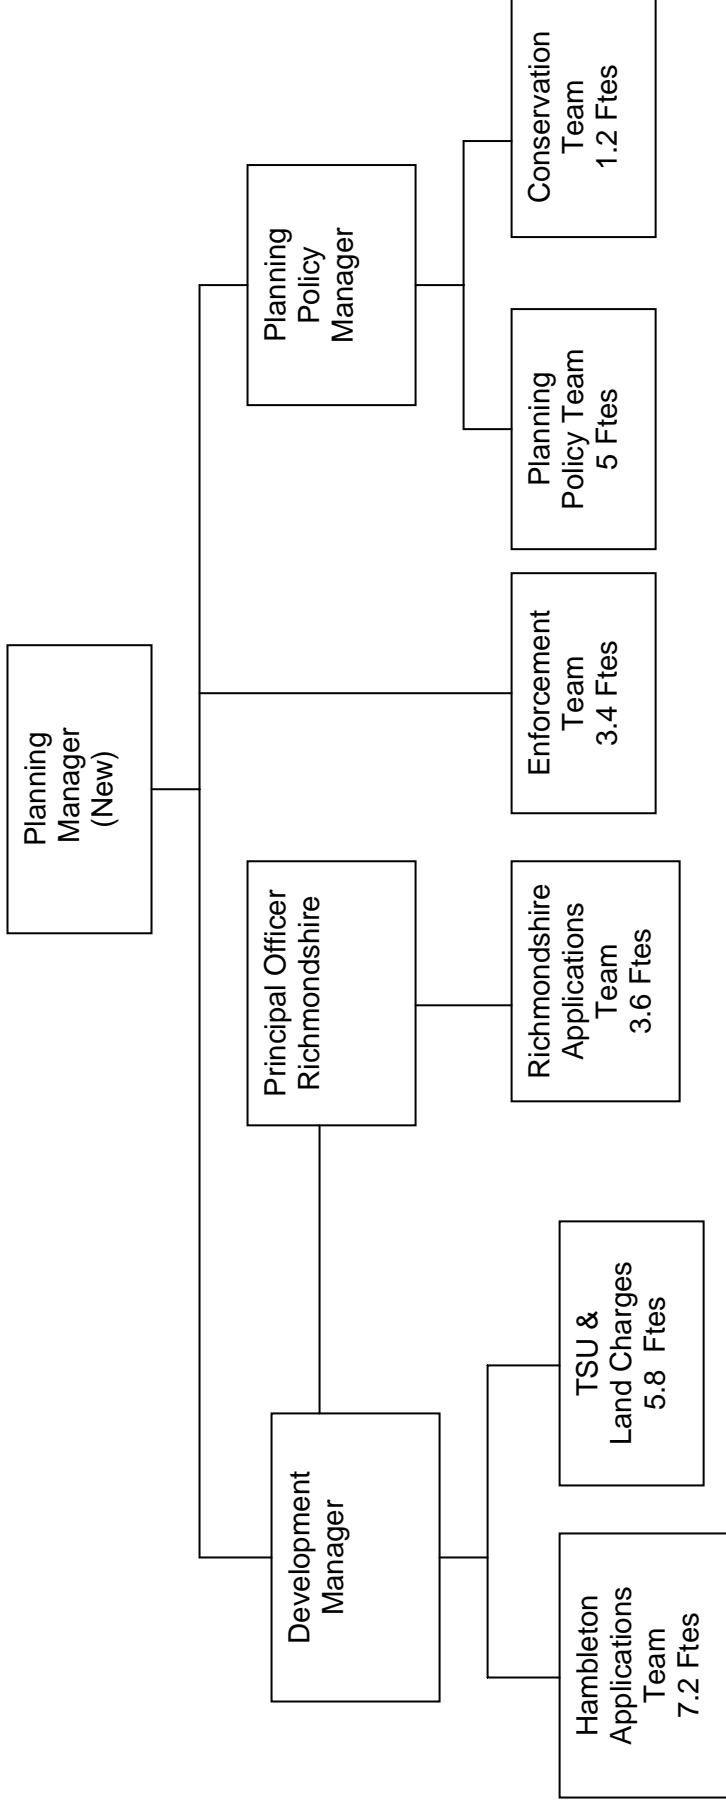 Planning
Manager
(New)
Development
Manager
Principal Officer
Richmondshire
Planning
Policy
Manager
Hambleton
Applications
Team
7.2 Ftes
TSU &
Land Charges
5.8 Ftes
Richmondshire
Applications
Team
3.6 Ftes
Enforcement
Team
3.4 Ftes
Planning
Policy Team
5 Ftes
Conservation
Team
1.2 Ftes